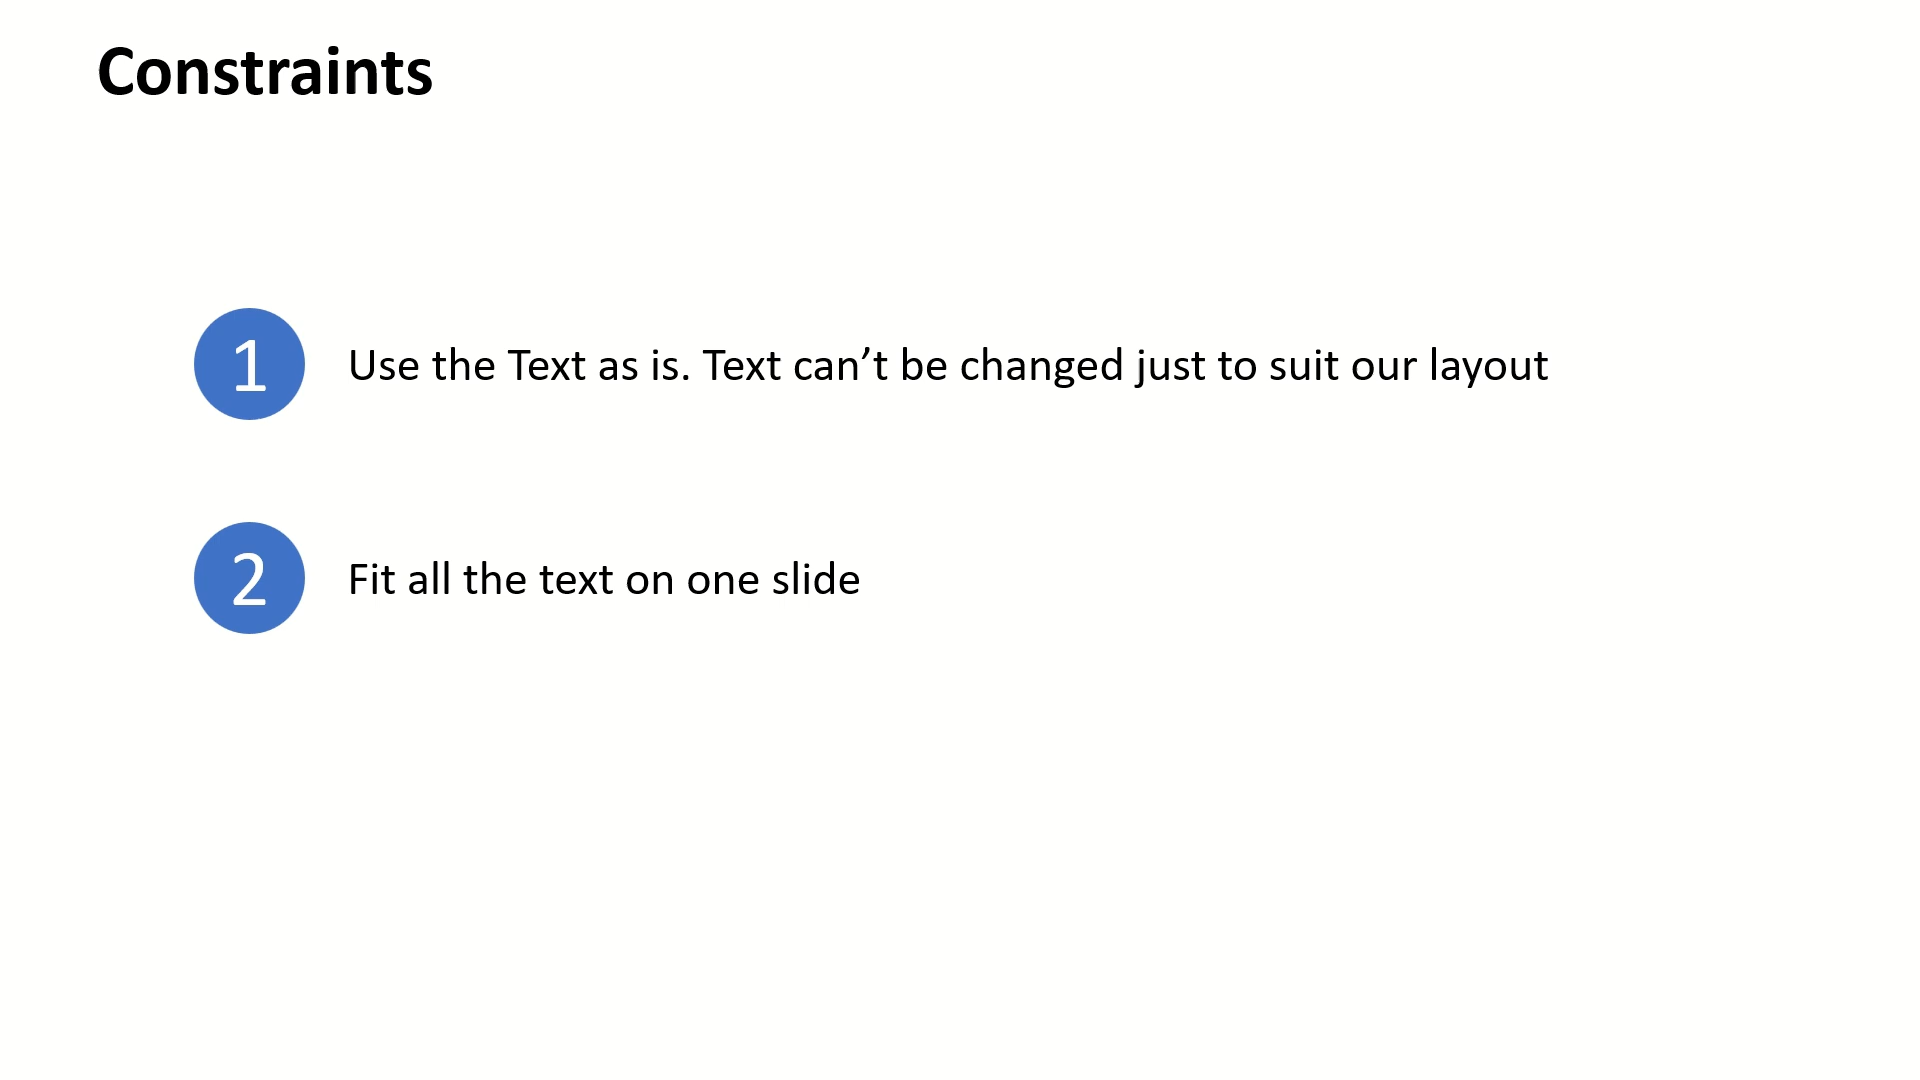 Constraints
1 Use the Text as is. Text can’t be changed just to suit our layout
2 Fit all the text on one slide